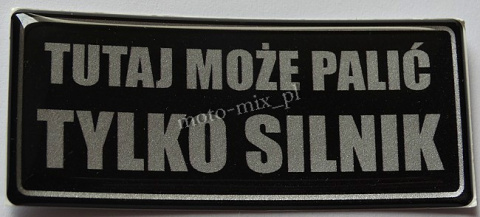 TUTAJ MOŻE PALIĆ
moto-mix_pl
TYLKO SILNIK